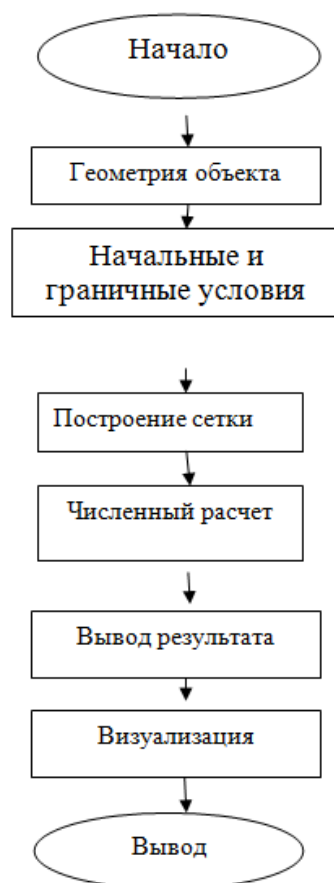 Начало
Геометрия объекта
Начальные и
граничные условия
Построение сетки
Численный расчет
Вывод результата
Визуализация
Вывод